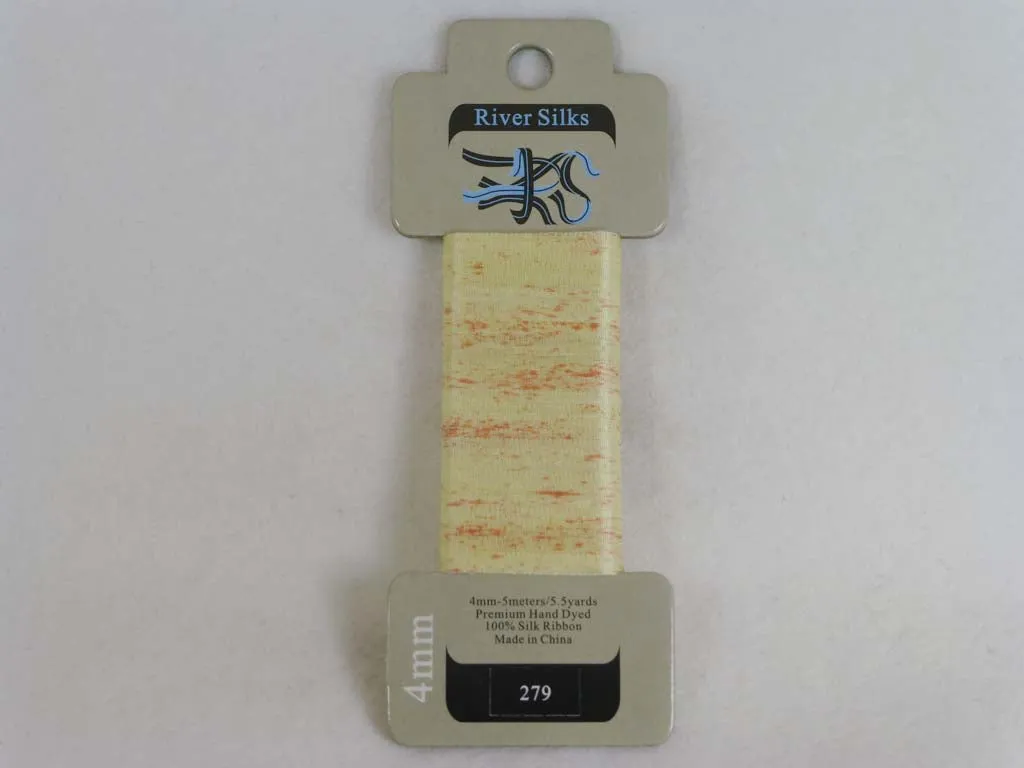 River Silks
4mm-5meters/5.5yards
Premium Hand Dyed
100% Silk Ribbon
Made in China
4mm
279